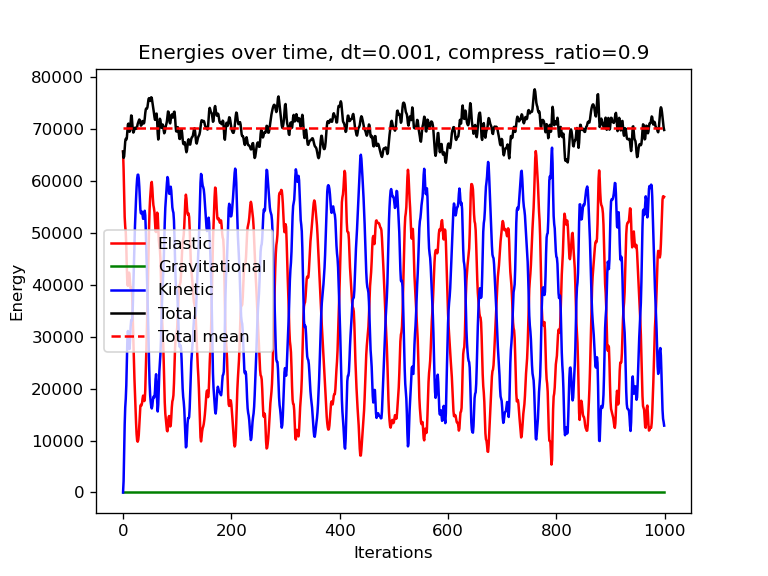 Energies over time, dt=0.001, compress_ratio=0.9
80000
70000
60000
50000
40000
30000
20000
10000
0
Energy
Elastic
Gravitational
Kinetic
Total
Total mean
0 200 400 600 800 1000
Iterations